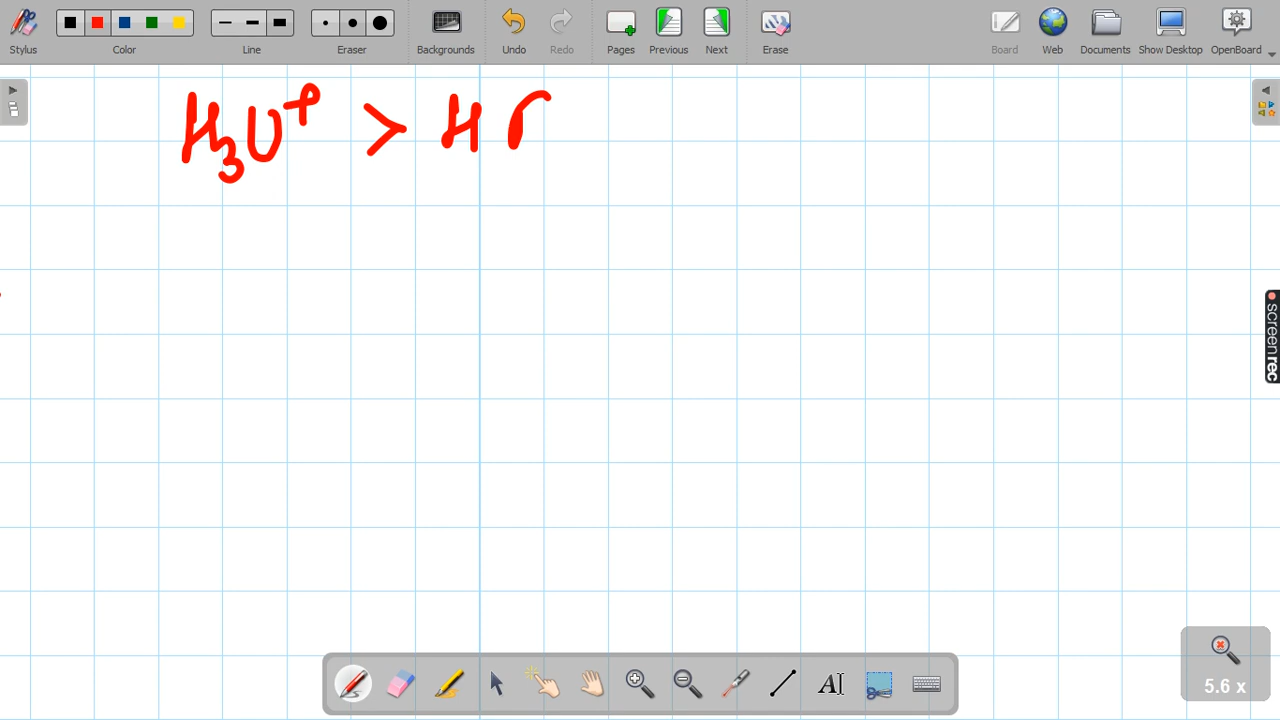 Stylus Color Line Eraser Backgrounds Undo Redo Pages Previous Next Erase Board Web Documents Show Desktop OpenBoard
H₃O⁺ > H
screenrec
AI
5.6 x